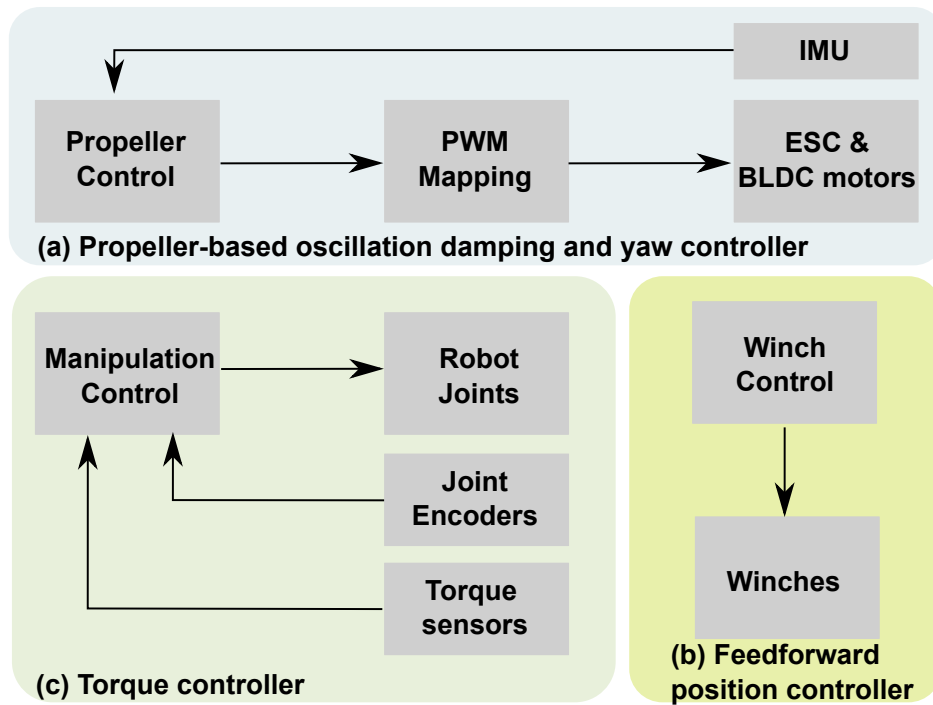 IMU
Propeller
Control
PWM
Mapping
ESC &
BLDC motors
(a) Propeller-based oscillation damping and yaw controller
Manipulation
Control
Robot
Joints
Joint
Encoders
Torque
sensors
(c) Torque controller
Winch
Control
Winches
(b) Feedforward
position controller